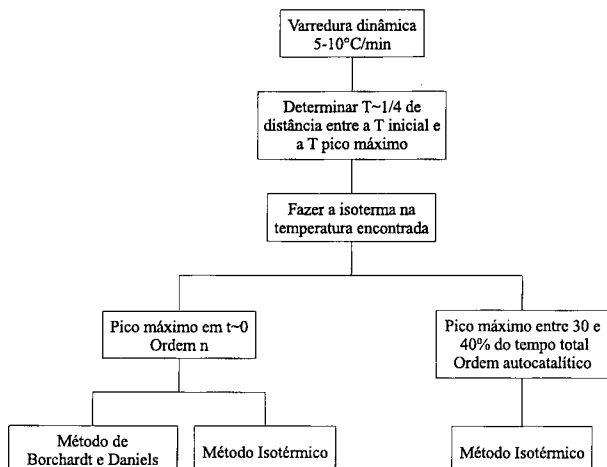 Varredura dinâmica
5-10°C/min
Determinar T~1/4 de
distância entre a T inicial e
a T pico máximo
Fazer a isoterma na
temperatura encontrada
Pico máximo em t~0
Ordem n
Pico máximo entre 30 e
40% do tempo total
Ordem autocatalítico
Método de
Borchardt e Daniels
Método Isotérmico
Método Isotérmico